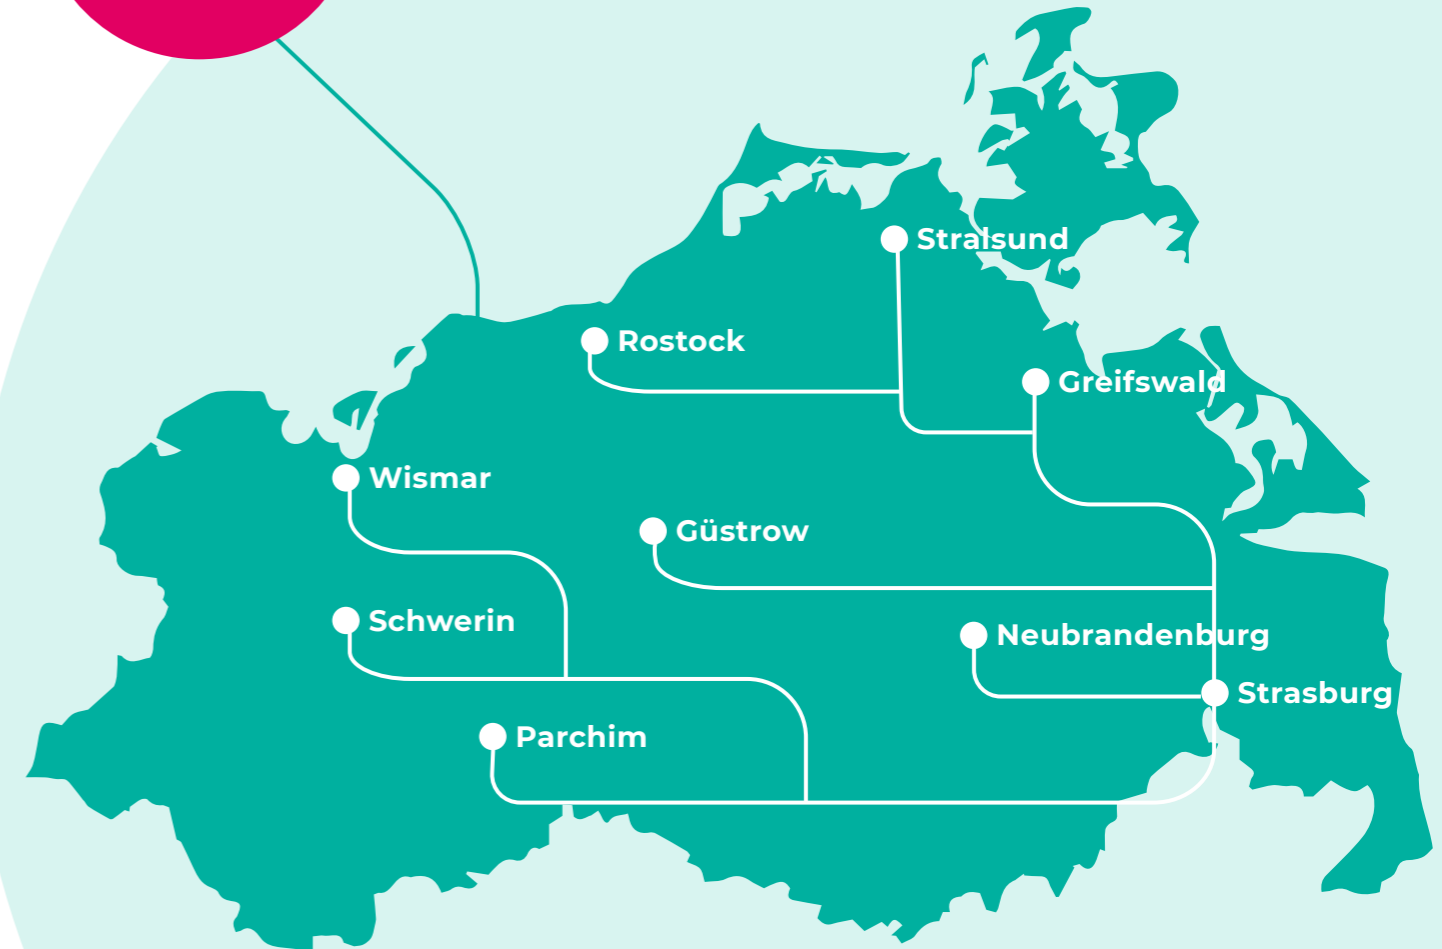 Stralsund
Rostock
Greifswald
Wismar
Güstrow
Schwerin
Neubrandenburg
Strasburg
Parchim